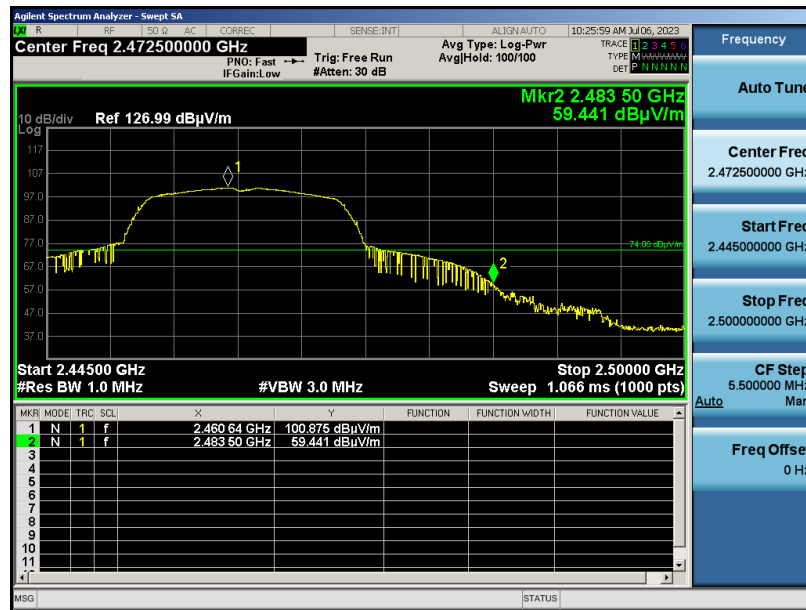 Agilent Spectrum Analyzer - Swept SA
LXI R RF 50 Ω AC CORREC SENSE:INT ALIGN AUTO 10:25:59 AM Jul 06, 2023
Center Freq 2.472500000 GHz
PNO: Fast
IFGain:Low
Trig: Free Run
#Atten: 30 dB
Avg Type: Log-Pwr
Avg|Hold: 100/100
TRACE 1 2 3 4 5 6
TYPE M
DET P N N N N N
Mkr2 2.483 50 GHz
59.441 dBµV/m
10 dB/div Ref 126.99 dBµV/m
Log
117
107
97.0
87.0
77.0
67.0
57.0
47.0
37.0
1
2
74.00 dBµV/m
Start 2.44500 GHz Stop 2.50000 GHz
#Res BW 1.0 MHz #VBW 3.0 MHz Sweep 1.066 ms (1000 pts)
MKR MODE TRC SCL X Y FUNCTION FUNCTION WIDTH FUNCTION VALUE
1 N 1 f 2.460 64 GHz 100.875 dBµV/m
2 N 1 f 2.483 50 GHz 59.441 dBµV/m
3
4
5
6
7
8
9
10
11
MSG STATUS
Frequency
Auto Tune
Center Freq
2.472500000 GHz
Start Freq
2.445000000 GHz
Stop Freq
2.500000000 GHz
CF Step
5.500000 MHz
Auto Man
Freq Offset
0 Hz